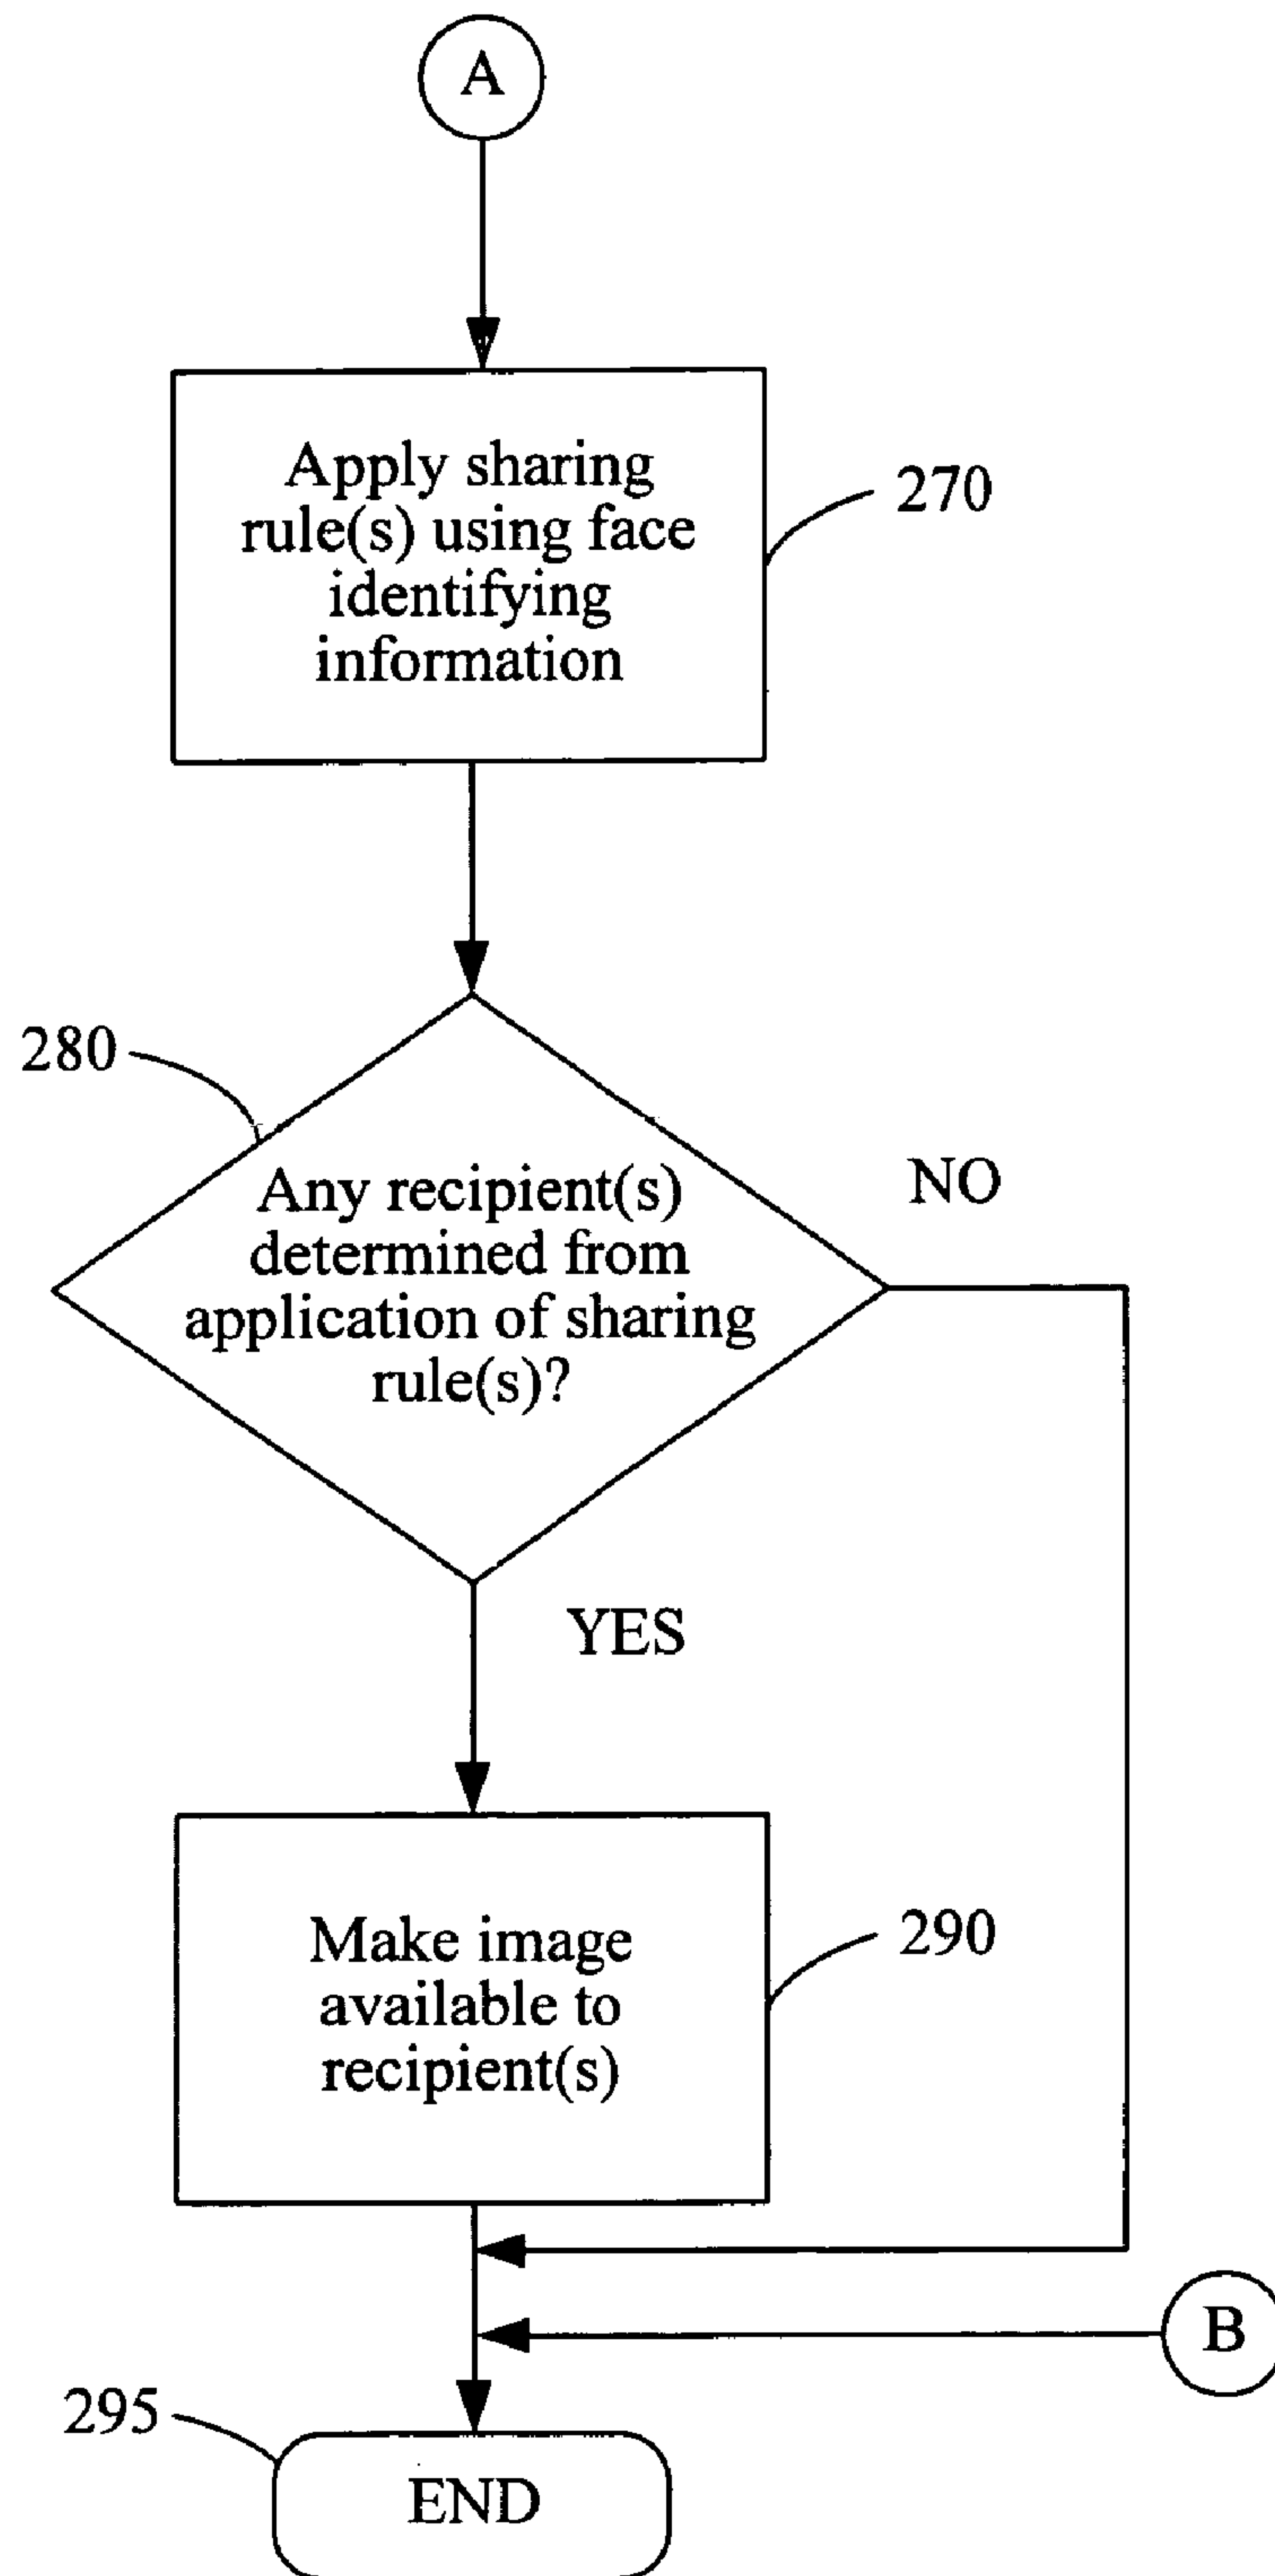 A
Apply sharing
rule(s) using face
identifying
information
270
280
Any recipient(s)
determined from
application of sharing
rule(s)?
NO
YES
Make image
available to
recipient(s)
290
B
295
END